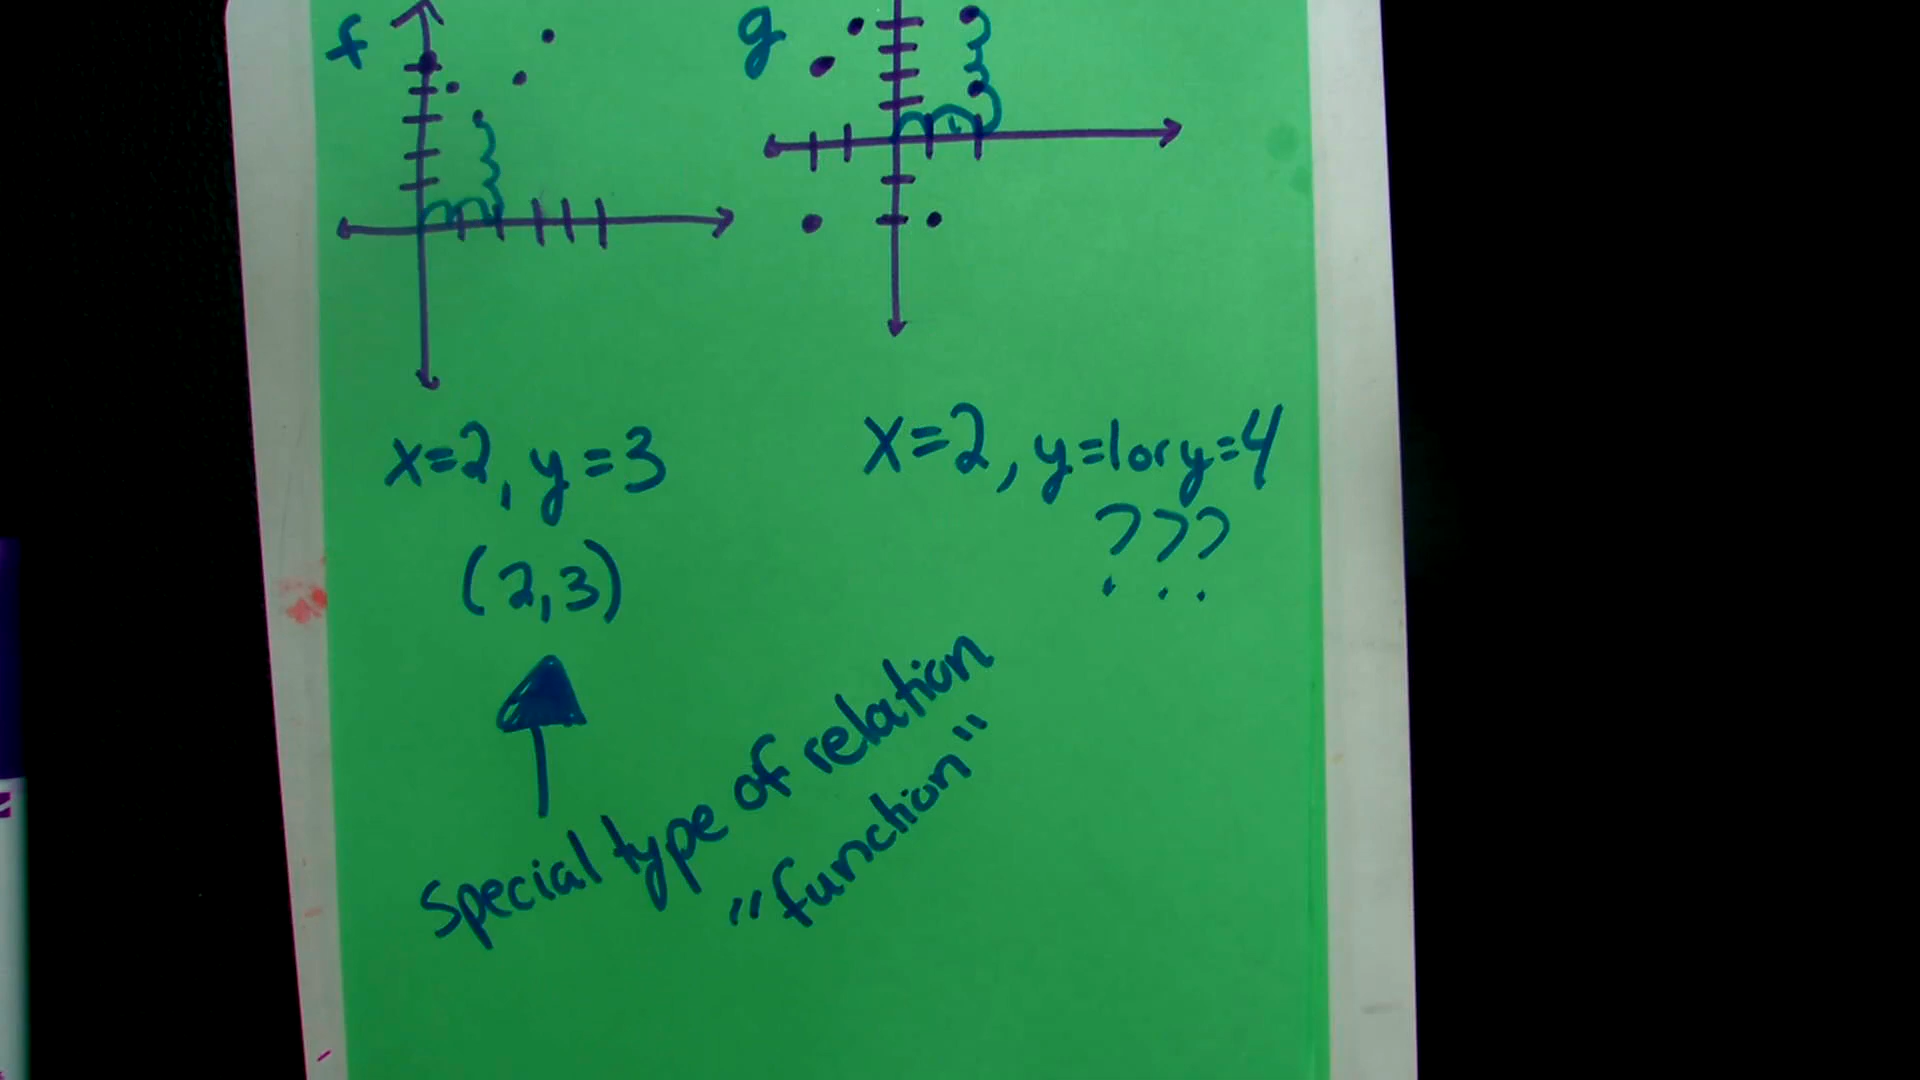 f
g
x=2, y=3
x=2, y=1 or y=4
???
(2,3)
Special type of relation
"function"